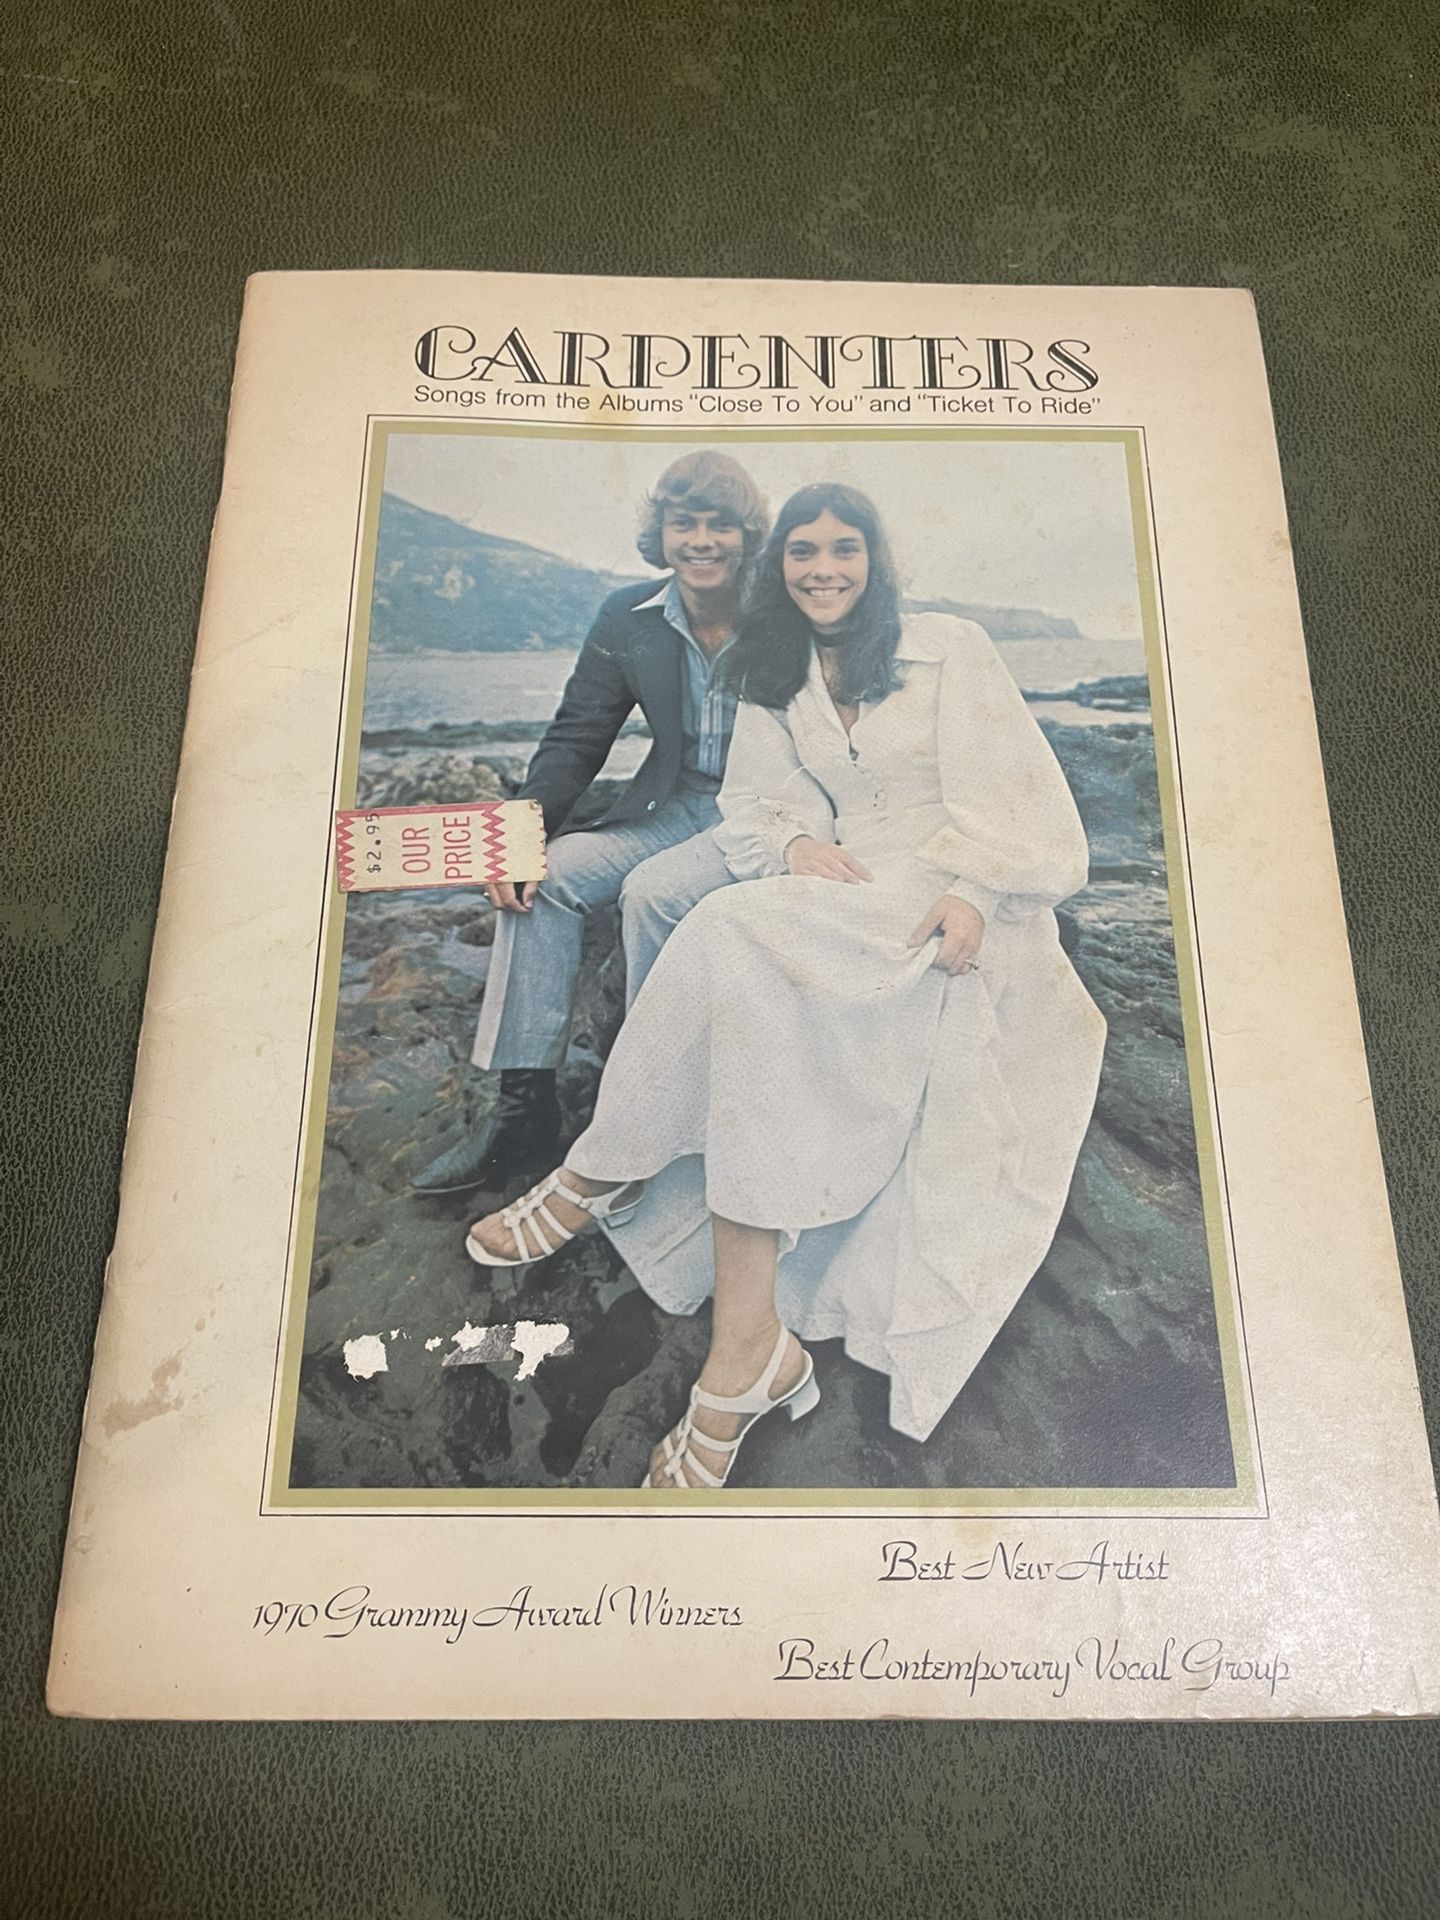 CARPENTERS
Songs from the Albums "Close To You" and "Ticket To Ride"
$2.95
OUR
PRICE
Best New Artist
1970 Grammy Award Winners
Best Contemporary Vocal Group